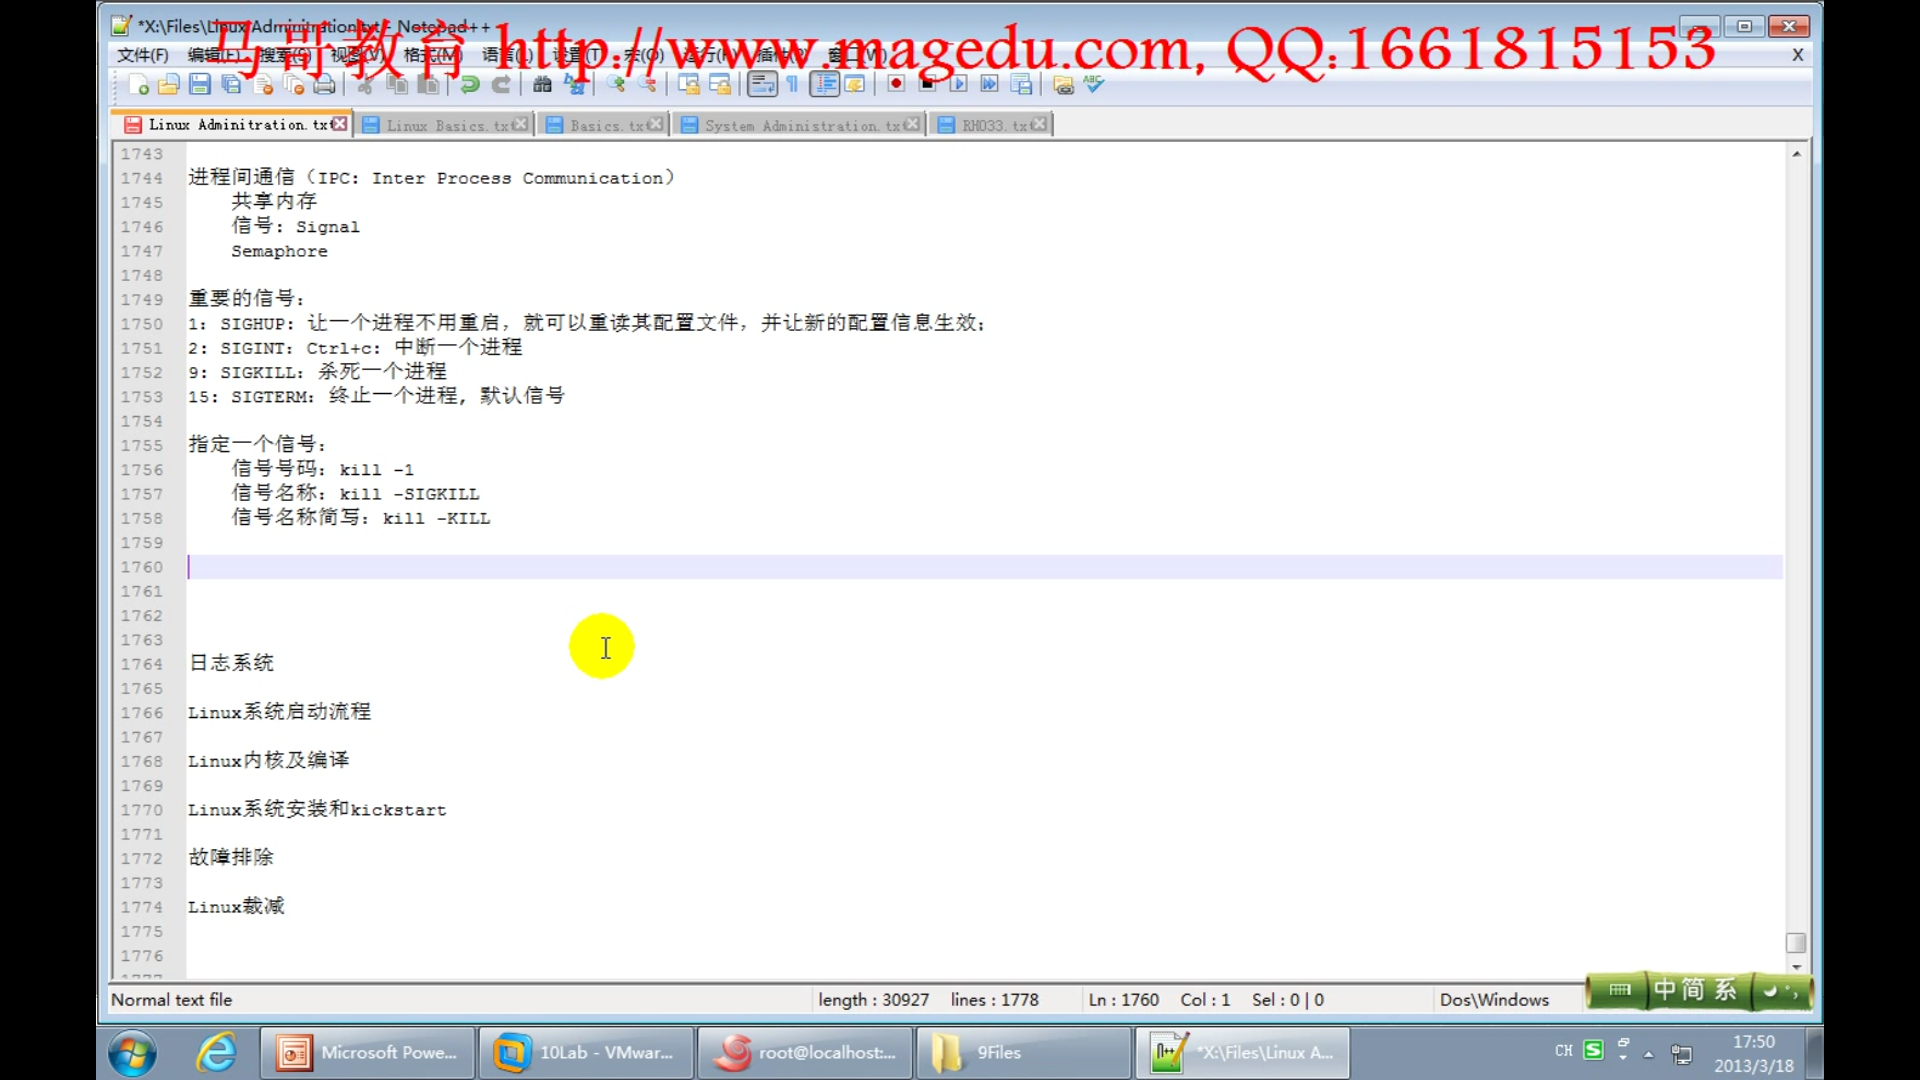 *X:\Files\Linux Adminitration.txt - Notepad++
马哥教育 http://www.magedu.com, QQ:1661815153
文件(F) 编辑(E) 搜索(S) 视图(V) 格式(M) 语言(L) 设置(T) 宏(O) 运行(R) 插件(P) 窗口(W) X
Linux Adminitration.txt Linux Basics.txt Basics.txt System Administration.txt RH033.txt
1743
1744 进程间通信（IPC: Inter Process Communication）
1745 共享内存
1746 信号: Signal
1747 Semaphore
1748
1749 重要的信号:
1750 1: SIGHUP: 让一个进程不用重启, 就可以重读其配置文件, 并让新的配置信息生效;
1751 2: SIGINT: Ctrl+c: 中断一个进程
1752 9: SIGKILL: 杀死一个进程
1753 15: SIGTERM: 终止一个进程, 默认信号
1754
1755 指定一个信号:
1756 信号号码: kill -1
1757 信号名称: kill -SIGKILL
1758 信号名称简写: kill -KILL
1759
1760
1761
1762
1763
1764 日志系统
1765
1766 Linux系统启动流程
1767
1768 Linux内核及编译
1769
1770 Linux系统安装和kickstart
1771
1772 故障排除
1773
1774 Linux裁减
1775
1776
1777
Normal text file length : 30927 lines : 1778 Ln : 1760 Col : 1 Sel : 0 | 0 Dos\Windows
中简系
Microsoft Powe... 10Lab - VMwar... root@localhost:... 9Files *X:\Files\Linux A... CH 17:50
2013/3/18